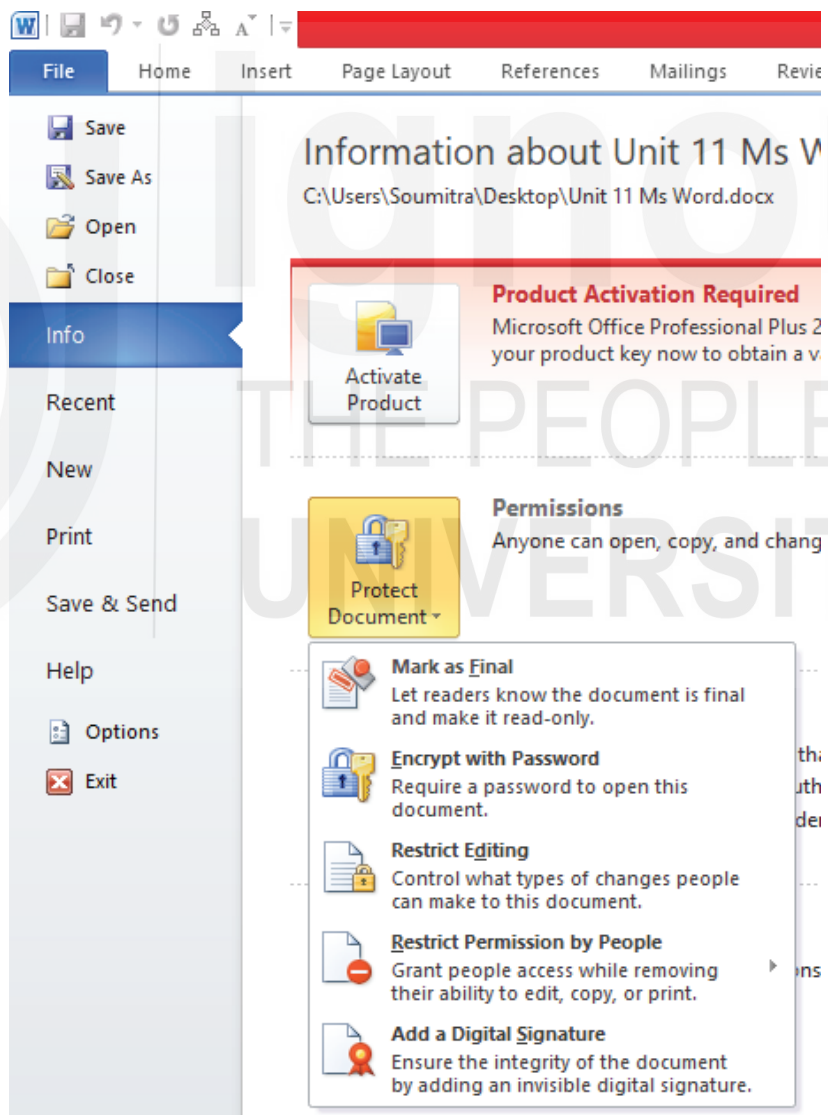 File Home Insert Page Layout References Mailings Revie
Save
Save As
Open
Close
Info
Recent
New
Print
Save & Send
Help
Options
Exit
Information about Unit 11 Ms W
C:\Users\Soumitra\Desktop\Unit 11 Ms Word.docx
Activate
Product
Product Activation Required
Microsoft Office Professional Plus 2
your product key now to obtain a va
Protect
Document
Permissions
Anyone can open, copy, and chang
Mark as Final
Let readers know the document is final
and make it read-only.
Encrypt with Password
Require a password to open this
document.
Restrict Editing
Control what types of changes people
can make to this document.
Restrict Permission by People
Grant people access while removing
their ability to edit, copy, or print.
Add a Digital Signature
Ensure the integrity of the document
by adding an invisible digital signature.
igno
THE PEOPLE
UNIVERSIT